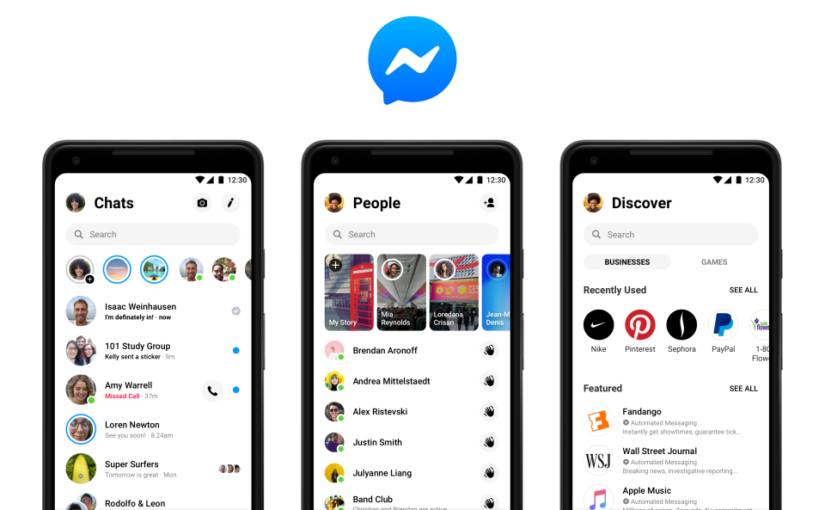 12:30
Chats
Search
Isaac Weinhausen
I'm definately in! · now
101 Study Group
Kelly sent a sticker · 9m
Amy Warrell
Missed Call · 37m
Loren Newton
See you soon! · 8:24am
Super Surfers
Tomorrow is great · Mon
Rodolfo & Leon
12:30
People
Search
My Story
Mia
Reynolds
Loredana
Crisan
Jean-M
Denis
Brendan Aronoff
Andrea Mittelstaedt
Alex Ristevski
Justin Smith
Julyanne Liang
Band Club
Christian and Brendan are active
12:30
Discover
Search
BUSINESSES GAMES
Recently Used SEE ALL
Nike Pinterest Sephora PayPal 1-80
Flow
Featured SEE ALL
Fandango
Automated Messaging
Instantly get showtimes, guarantee tick...
WSJ
Wall Street Journal
Automated Messaging
Breaking news, investigative reporting...
Apple Music
Automated Messaging